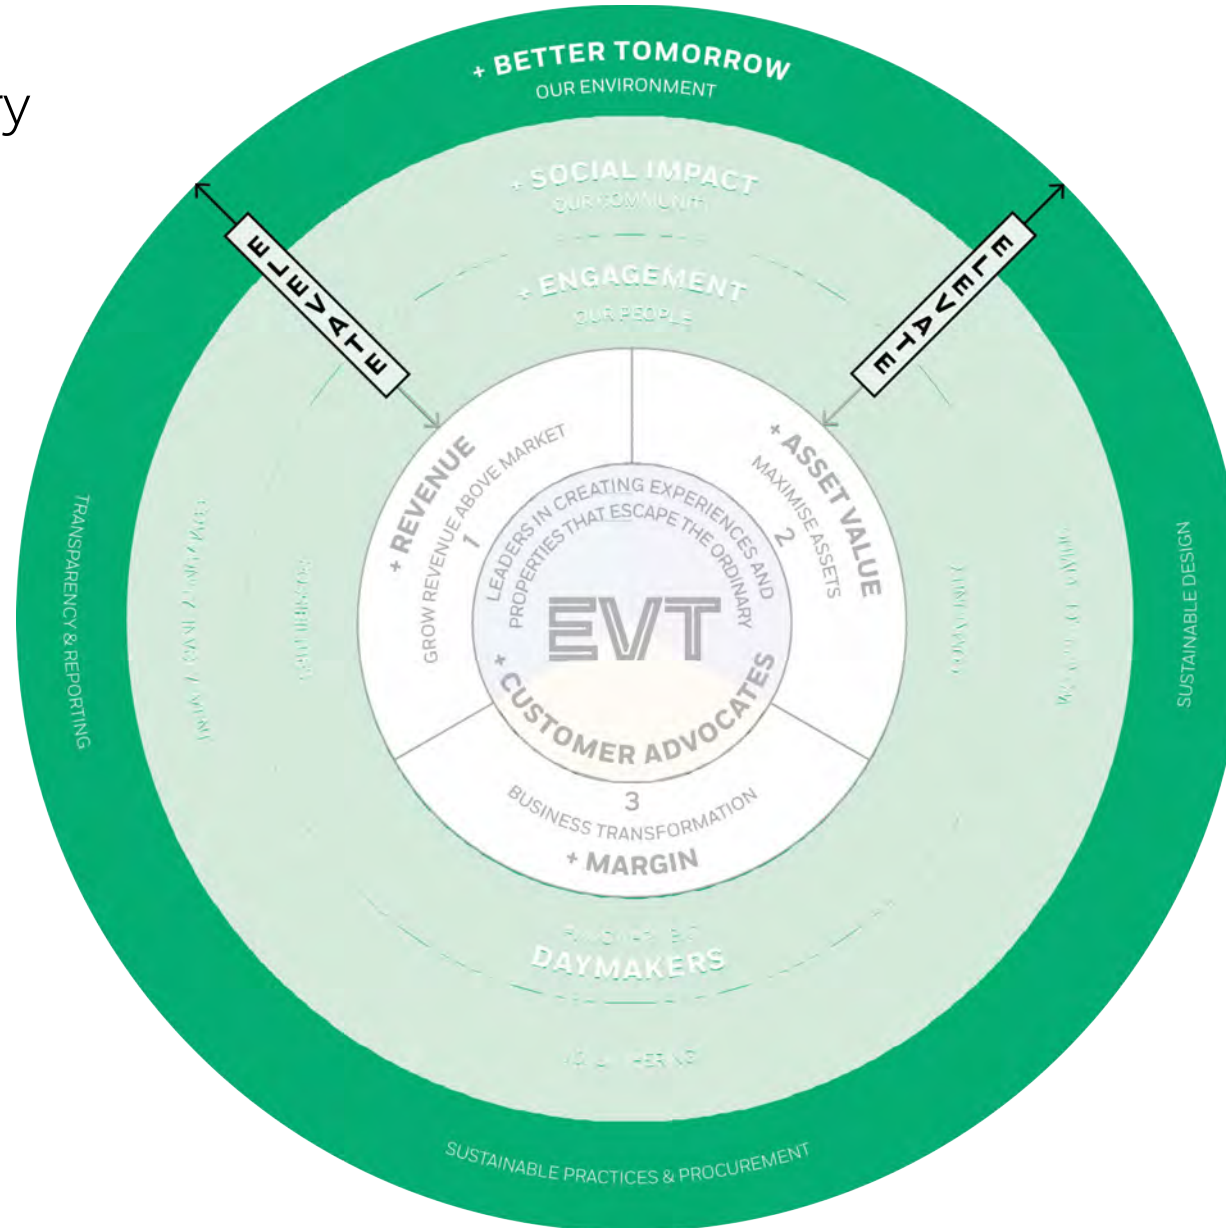 + BETTER TOMORROW
OUR ENVIRONMENT
+ SOCIAL IMPACT
OUR COMMUNITY
+ ENGAGEMENT
OUR PEOPLE
ELEVATE
ELEVATE
+ REVENUE
GROW REVENUE ABOVE MARKET
1
+ ASSET VALUE
MAXIMISE ASSETS
2
LEADERS IN CREATING EXPERIENCES AND
PROPERTIES THAT ESCAPE THE ORDINARY
EVT
+ CUSTOMER ADVOCATES
3
BUSINESS TRANSFORMATION
+ MARGIN
TRANSPARENCY & REPORTING
SUSTAINABLE DESIGN
DAYMAKERS
SUSTAINABLE PRACTICES & PROCUREMENT